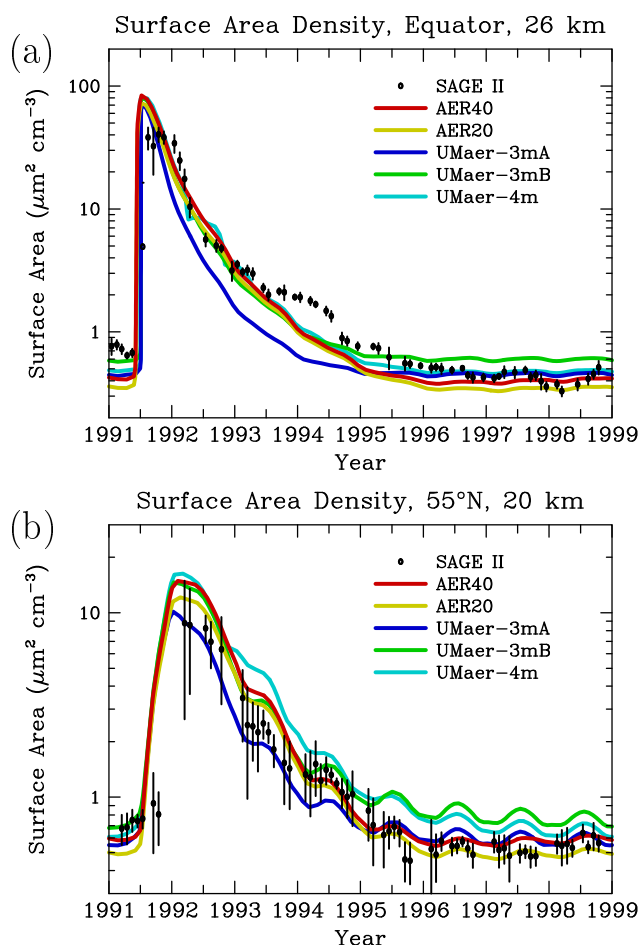 (a)
Surface Area Density, Equator, 26 km
Surface Area (μm² cm⁻³)
100
10
1
SAGE II
AER40
AER20
UMaer-3mA
UMaer-3mB
UMaer-4m
1991 1992 1993 1994 1995 1996 1997 1998 1999
Year
(b)
Surface Area Density, 55°N, 20 km
Surface Area (μm² cm⁻³)
10
1
SAGE II
AER40
AER20
UMaer-3mA
UMaer-3mB
UMaer-4m
1991 1992 1993 1994 1995 1996 1997 1998 1999
Year